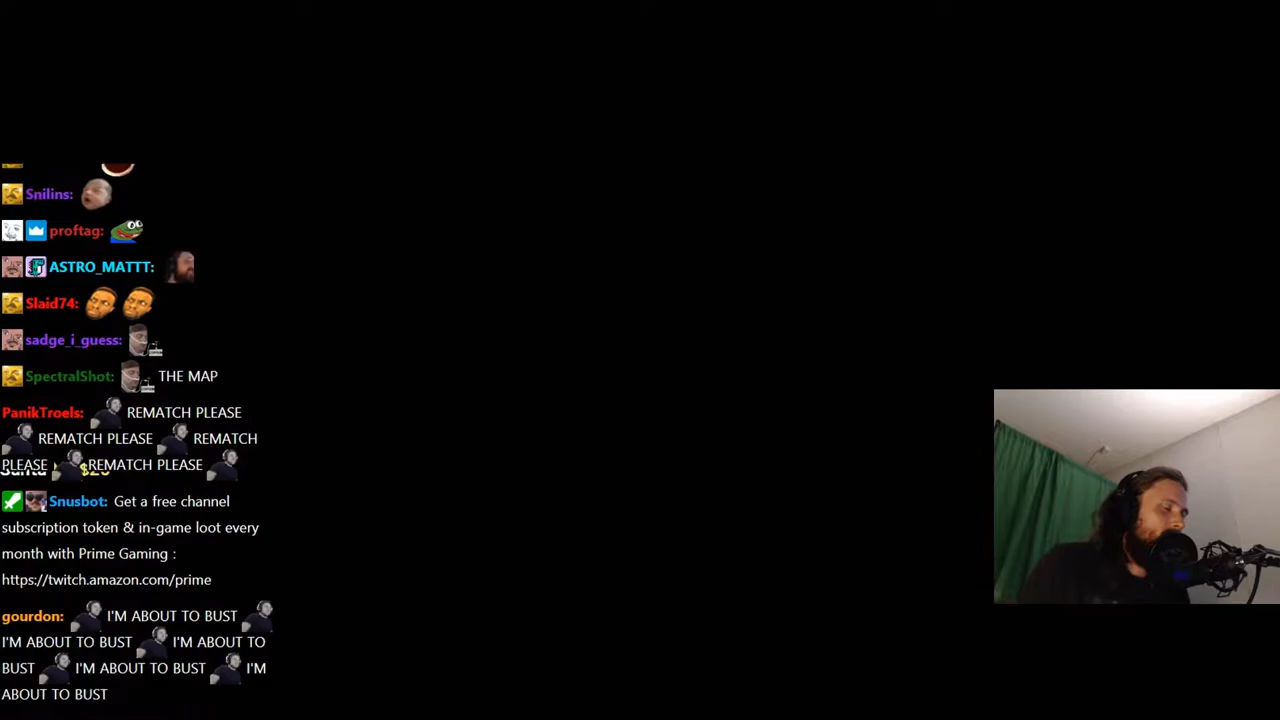 Snilins:
proftag:
ASTRO_MATTT:
Slaid74:
sadge_i_guess:
SpectralShot: THE MAP
PanikTroels: REMATCH PLEASE
REMATCH PLEASE REMATCH
PLEASE REMATCH PLEASE
Snusbot: Get a free channel
subscription token & in-game loot every
month with Prime Gaming :
https://twitch.amazon.com/prime
gourdon: I'M ABOUT TO BUST
I'M ABOUT TO BUST I'M ABOUT TO
BUST I'M ABOUT TO BUST I'M
ABOUT TO BUST